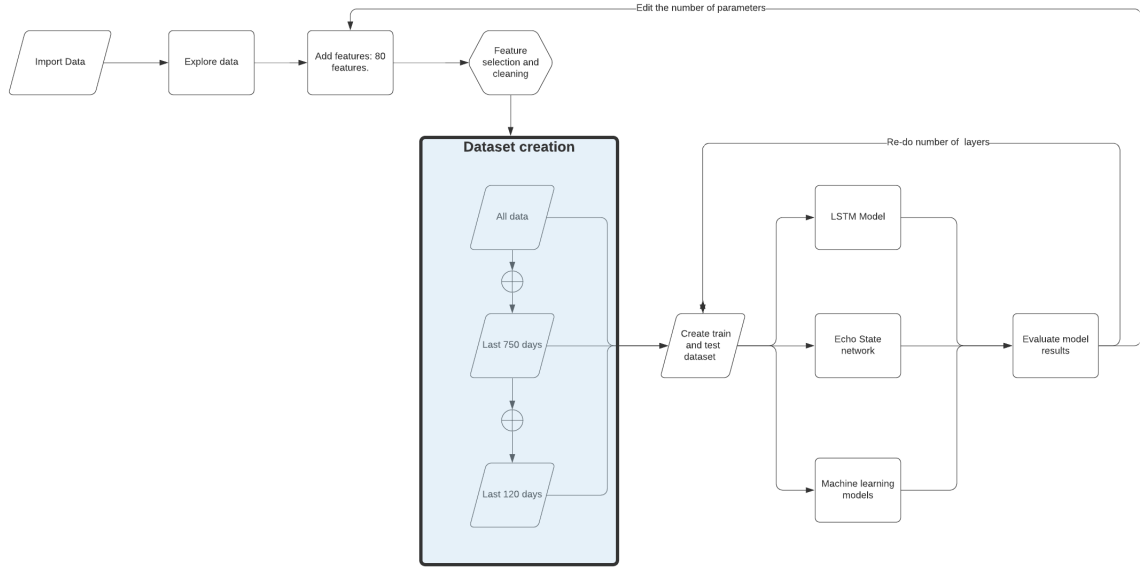 Edit the number of parameters
Import Data
Explore data
Add features: 80
features.
Feature
selection and
cleaning
Dataset creation
All data
Last 750 days
Last 120 days
Re-do number of layers
Create train
and test
dataset
LSTM Model
Echo State
network
Machine learning
models
Evaluate model
results